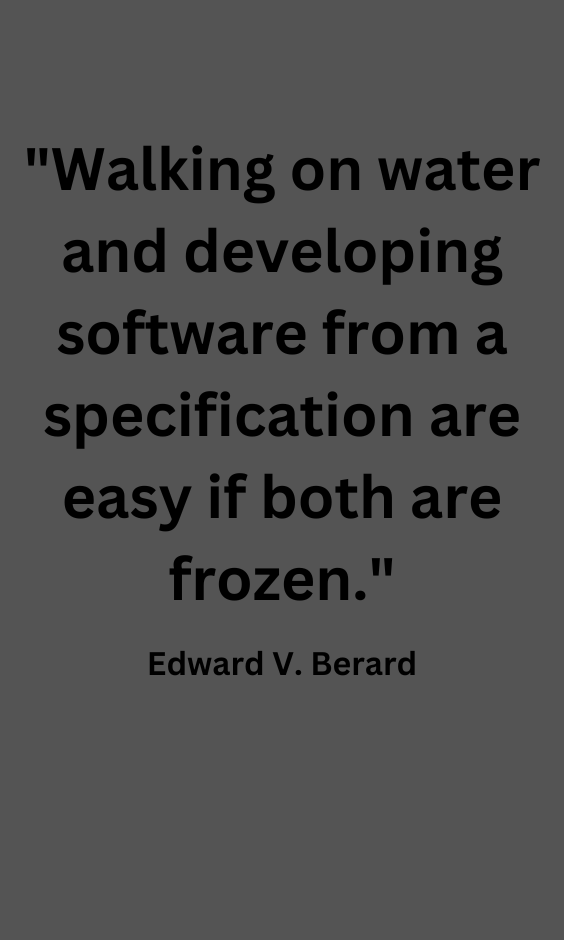 "Walking on water
and developing
software from a
specification are
easy if both are
frozen."
Edward V. Berard